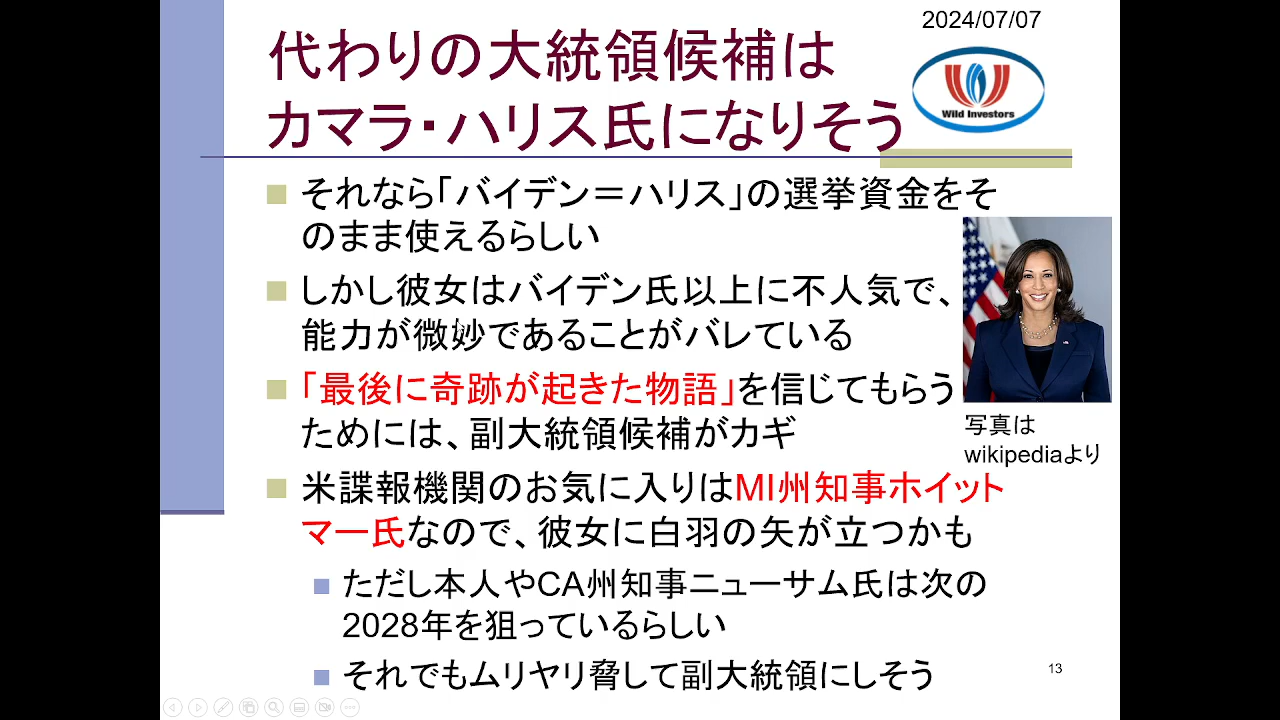 2024/07/07
代わりの大統領候補は
カマラ・ハリス氏になりそう
Wild Investors
それなら「バイデン＝ハリス」の選挙資金をそ
のまま使えるらしい
しかし彼女はバイデン氏以上に不人気で、
能力が微妙であることがバレている
「最後に奇跡が起きた物語」を信じてもらう
ためには、副大統領候補がカギ
写真は
wikipediaより
米諜報機関のお気に入りはMI州知事ホイット
マー氏なので、彼女に白羽の矢が立つかも
ただし本人やCA州知事ニューサム氏は次の
2028年を狙っているらしい
それでもムリヤリ脅して副大統領にしそう
13